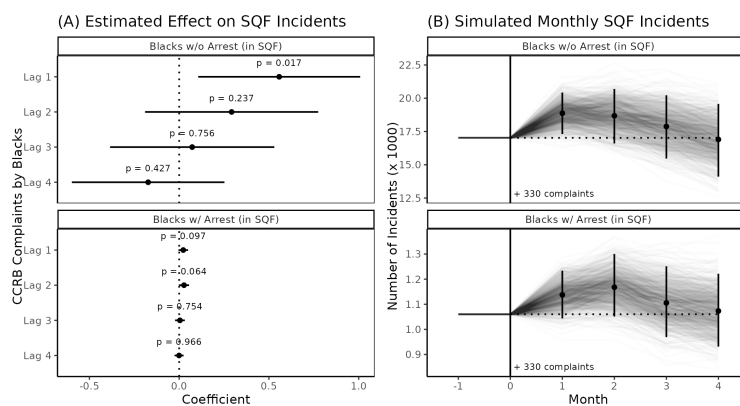 (A) Estimated Effect on SQF Incidents
Blacks w/o Arrest (in SQF)
p = 0.017
Lag 1
p = 0.237
Lag 2
p = 0.756
Lag 3
p = 0.427
Lag 4
Blacks w/ Arrest (in SQF)
p = 0.097
Lag 1
p = 0.064
Lag 2
p = 0.754
Lag 3
p = 0.966
Lag 4
-0.5 0.0 0.5 1.0
Coefficient
CCRB Complaints by Blacks
(B) Simulated Monthly SQF Incidents
Blacks w/o Arrest (in SQF)
22.5
20.0
17.5
15.0
12.5
+ 330 complaints
Blacks w/ Arrest (in SQF)
1.3
1.2
1.1
1.0
0.9
+ 330 complaints
-1 0 1 2 3 4
Month
Number of Incidents (x 1000)